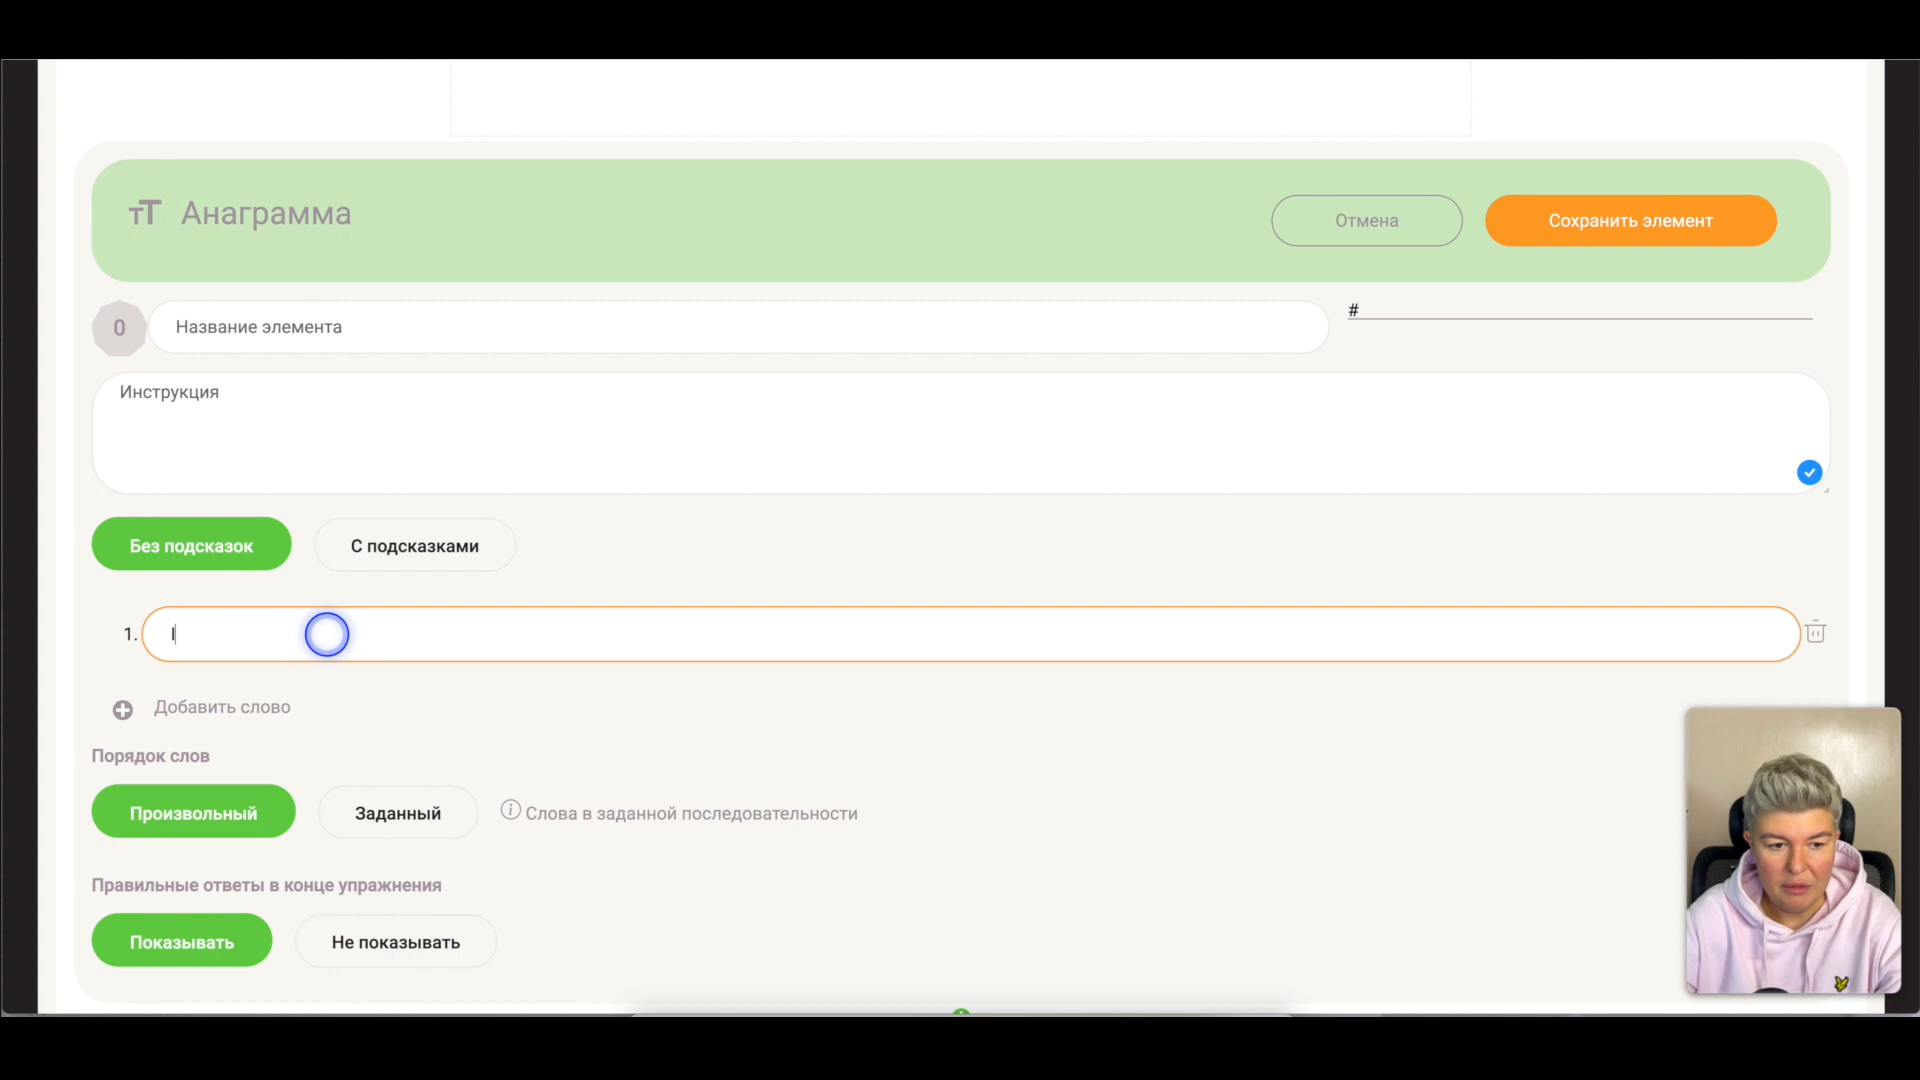 тТ Анаграмма
Отмена
Сохранить элемент
0
Название элемента
#
Инструкция
Без подсказок
С подсказками
1. I
Добавить слово
Порядок слов
Произвольный
Заданный
Слова в заданной последовательности
Правильные ответы в конце упражнения
Показывать
Не показывать